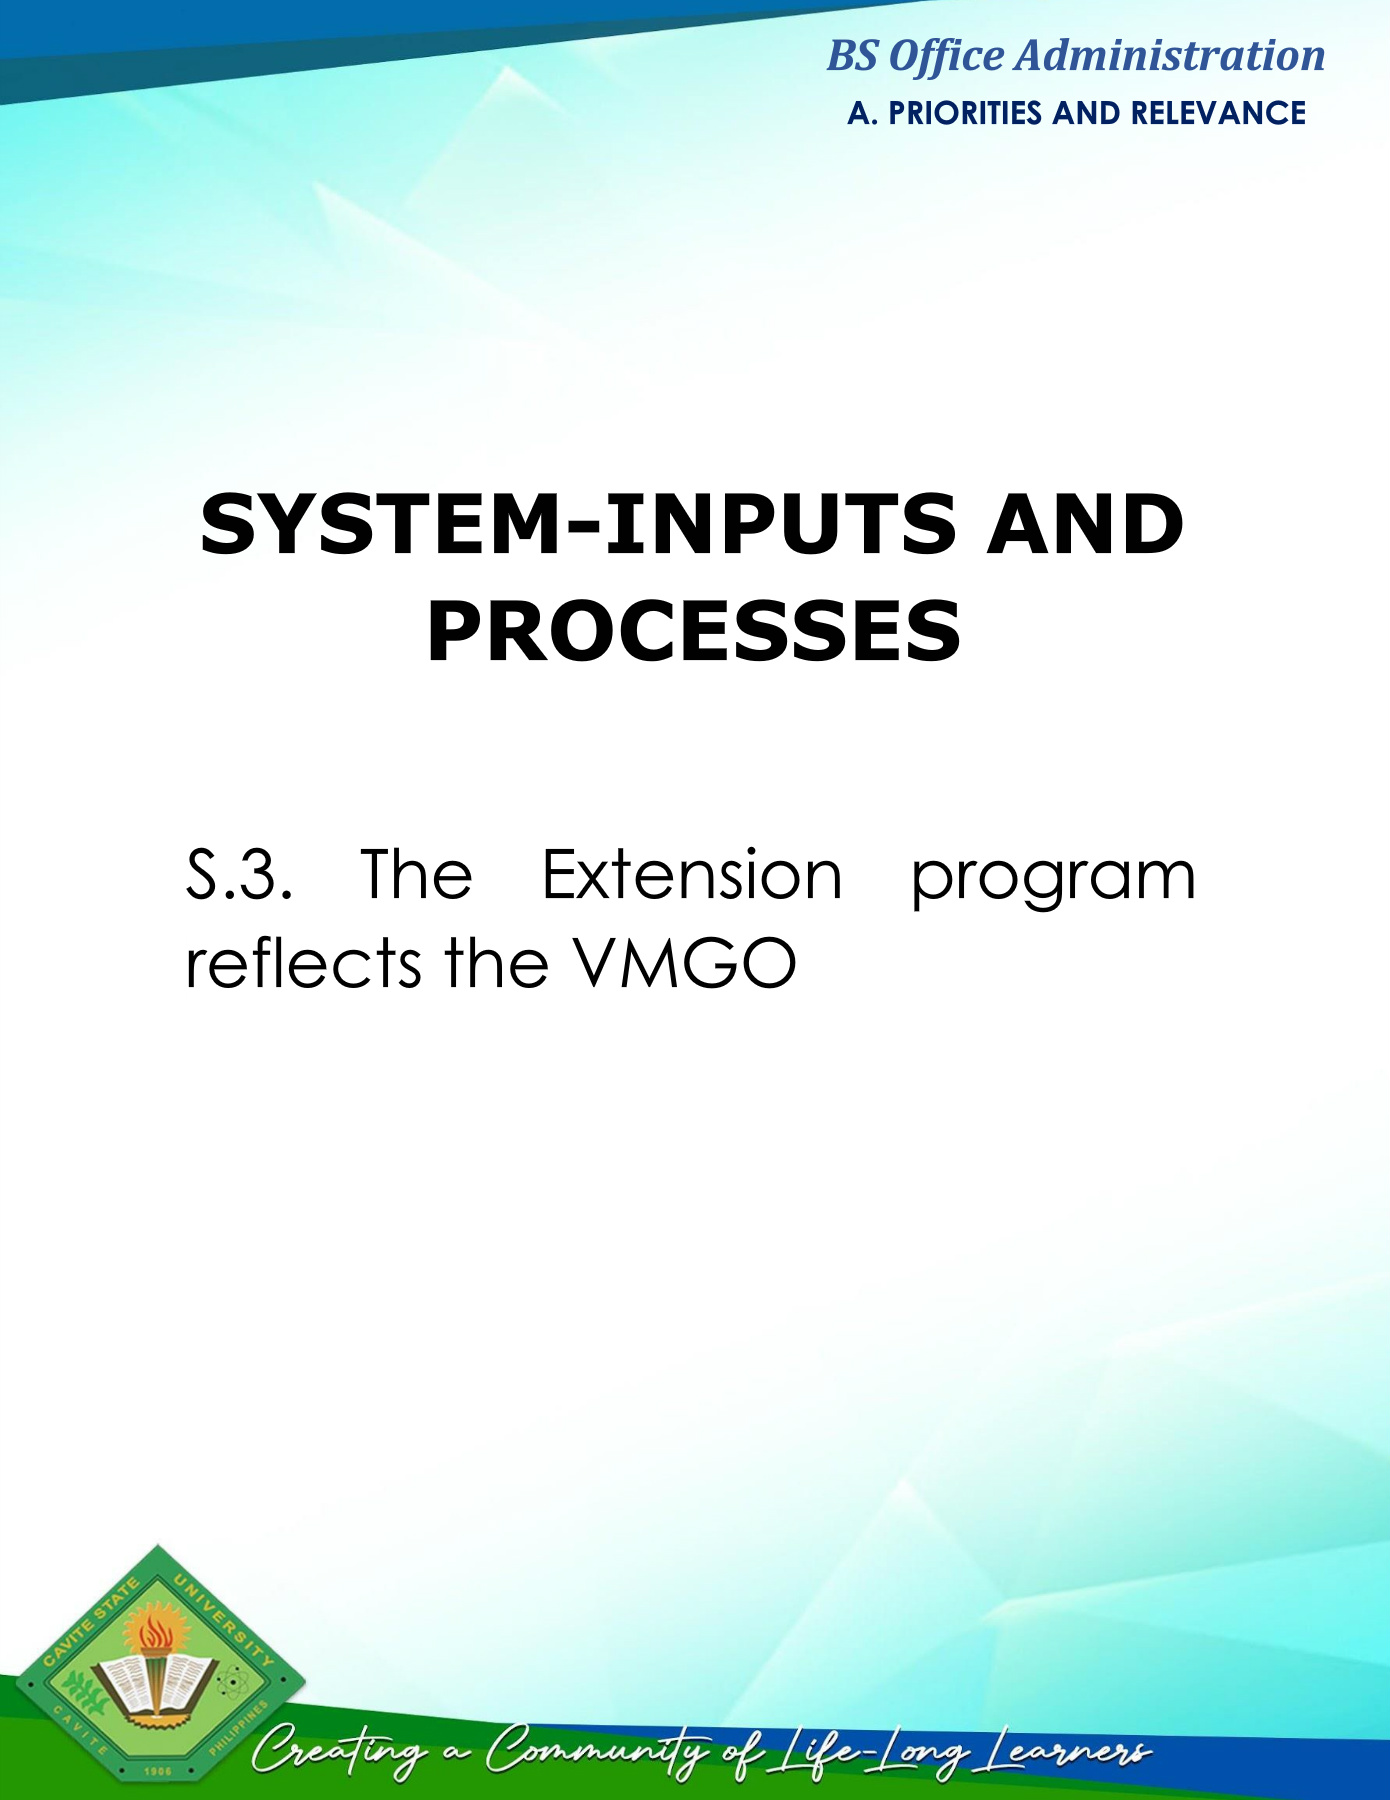 BS Office Administration
A. PRIORITIES AND RELEVANCE
SYSTEM-INPUTS AND
PROCESSES
S.3. The Extension program
reflects the VMGO
CAVITE STATE UNIVERSITY
CAVITE PHILIPPINES
1906
Creating a Community of Life-Long Learners